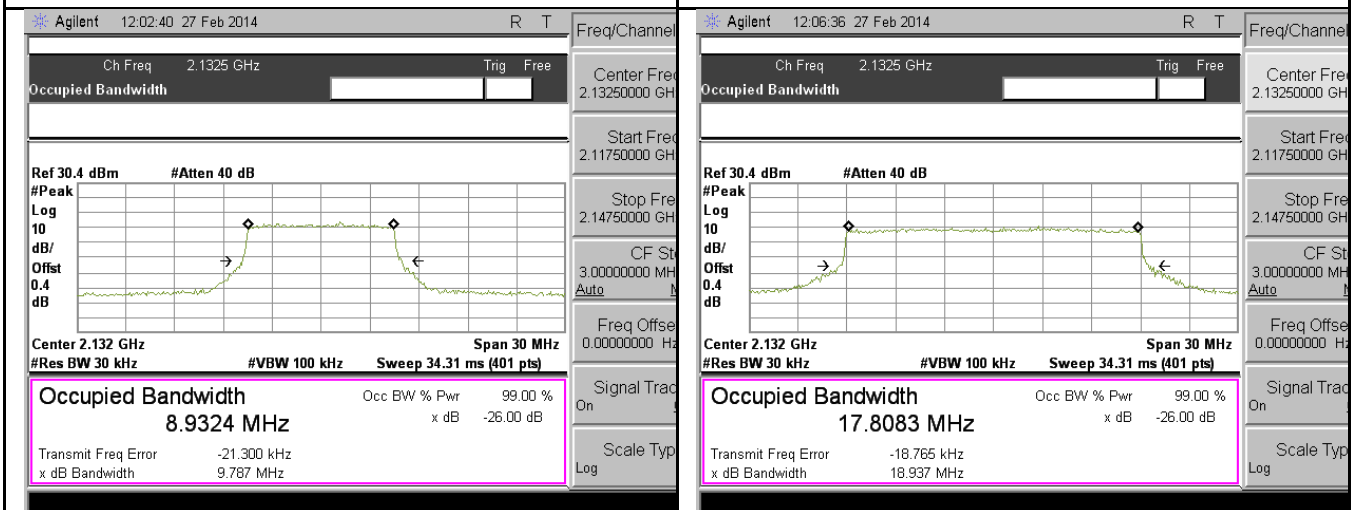 Agilent 12:02:40 27 Feb 2014 R T
Freq/Channel
Ch Freq 2.1325 GHz Trig Free
Occupied Bandwidth
Center Fre
2.13250000 GH
Start Fre
2.11750000 GH
Ref 30.4 dBm #Atten 40 dB
#Peak
Log
10
dB/
Offst
0.4
dB
Stop Fre
2.14750000 GH
CF St
3.00000000 MH
Auto
Freq Offse
0.00000000 Hz
Center 2.132 GHz Span 30 MHz
#Res BW 30 kHz #VBW 100 kHz Sweep 34.31 ms (401 pts)
Occupied Bandwidth Occ BW % Pwr 99.00 %
8.9324 MHz x dB -26.00 dB
Transmit Freq Error -21.300 kHz
x dB Bandwidth 9.787 MHz
Signal Trac
On
Scale Typ
Log
Agilent 12:06:36 27 Feb 2014 R T
Freq/Channel
Ch Freq 2.1325 GHz Trig Free
Occupied Bandwidth
Center Fre
2.13250000 GH
Start Fre
2.11750000 GH
Ref 30.4 dBm #Atten 40 dB
#Peak
Log
10
dB/
Offst
0.4
dB
Stop Fre
2.14750000 GH
CF St
3.00000000 MH
Auto
Freq Offse
0.00000000 Hz
Center 2.132 GHz Span 30 MHz
#Res BW 30 kHz #VBW 100 kHz Sweep 34.31 ms (401 pts)
Occupied Bandwidth Occ BW % Pwr 99.00 %
17.8083 MHz x dB -26.00 dB
Transmit Freq Error -18.765 kHz
x dB Bandwidth 18.937 MHz
Signal Trac
On
Scale Typ
Log